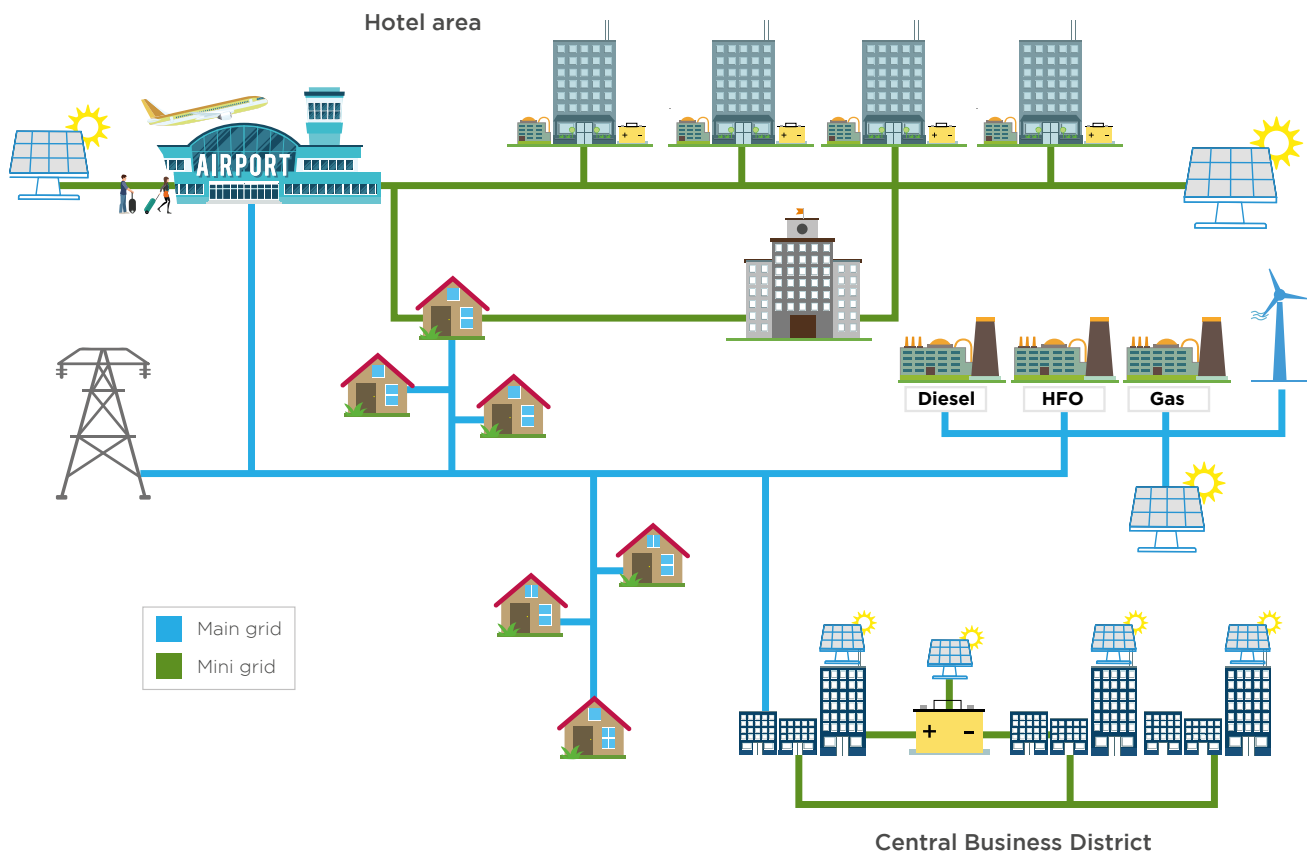 Hotel area
AIRPORT
Diesel
HFO
Gas
Main grid
Mini grid
+ -
+ -
+ -
+ -
+ -
Central Business District